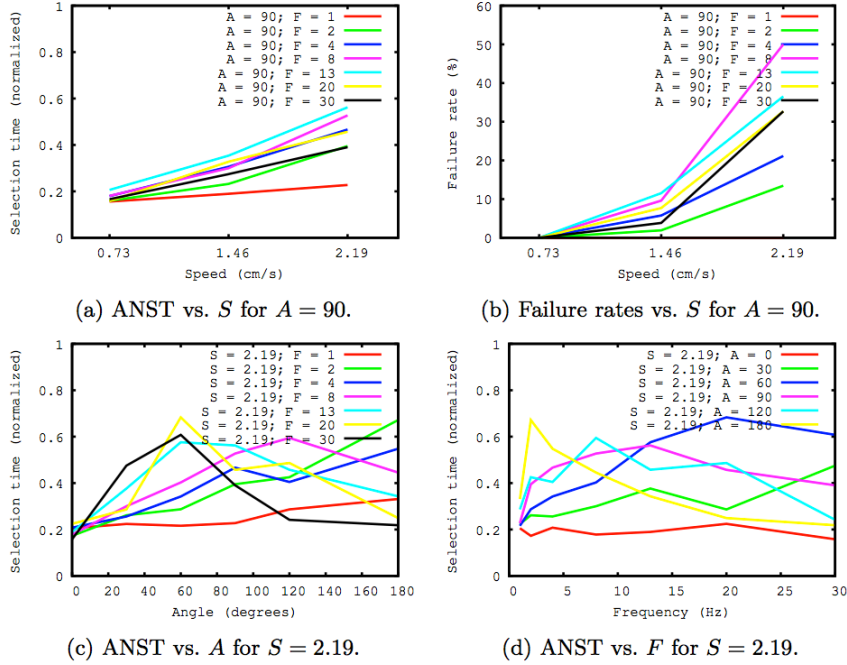 1
0.8
0.6
0.4
0.2
0
Selection time (normalized)
A = 90; F = 1
A = 90; F = 2
A = 90; F = 4
A = 90; F = 8
A = 90; F = 13
A = 90; F = 20
A = 90; F = 30
0.73 1.46 2.19
Speed (cm/s)
(a) ANST vs. S for A = 90.
60
50
40
30
20
10
0
Failure rate (%)
A = 90; F = 1
A = 90; F = 2
A = 90; F = 4
A = 90; F = 8
A = 90; F = 13
A = 90; F = 20
A = 90; F = 30
0.73 1.46 2.19
Speed (cm/s)
(b) Failure rates vs. S for A = 90.
1
0.8
0.6
0.4
0.2
0
Selection time (normalized)
S = 2.19; F = 1
S = 2.19; F = 2
S = 2.19; F = 4
S = 2.19; F = 8
S = 2.19; F = 13
S = 2.19; F = 20
S = 2.19; F = 30
0 20 40 60 80 100 120 140 160 180
Angle (degrees)
(c) ANST vs. A for S = 2.19.
1
0.8
0.6
0.4
0.2
0
Selection time (normalized)
S = 2.19; A = 0
S = 2.19; A = 30
S = 2.19; A = 60
S = 2.19; A = 90
S = 2.19; A = 120
S = 2.19; A = 180
0 5 10 15 20 25 30
Frequency (Hz)
(d) ANST vs. F for S = 2.19.